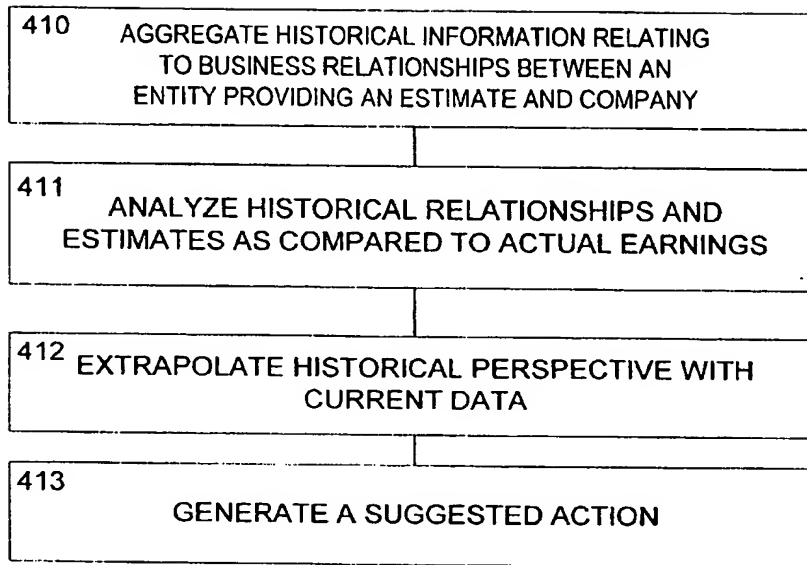 410 AGGREGATE HISTORICAL INFORMATION RELATING
TO BUSINESS RELATIONSHIPS BETWEEN AN
ENTITY PROVIDING AN ESTIMATE AND COMPANY
411
ANALYZE HISTORICAL RELATIONSHIPS AND
ESTIMATES AS COMPARED TO ACTUAL EARNINGS
412 EXTRAPOLATE HISTORICAL PERSPECTIVE WITH
CURRENT DATA
413
GENERATE A SUGGESTED ACTION